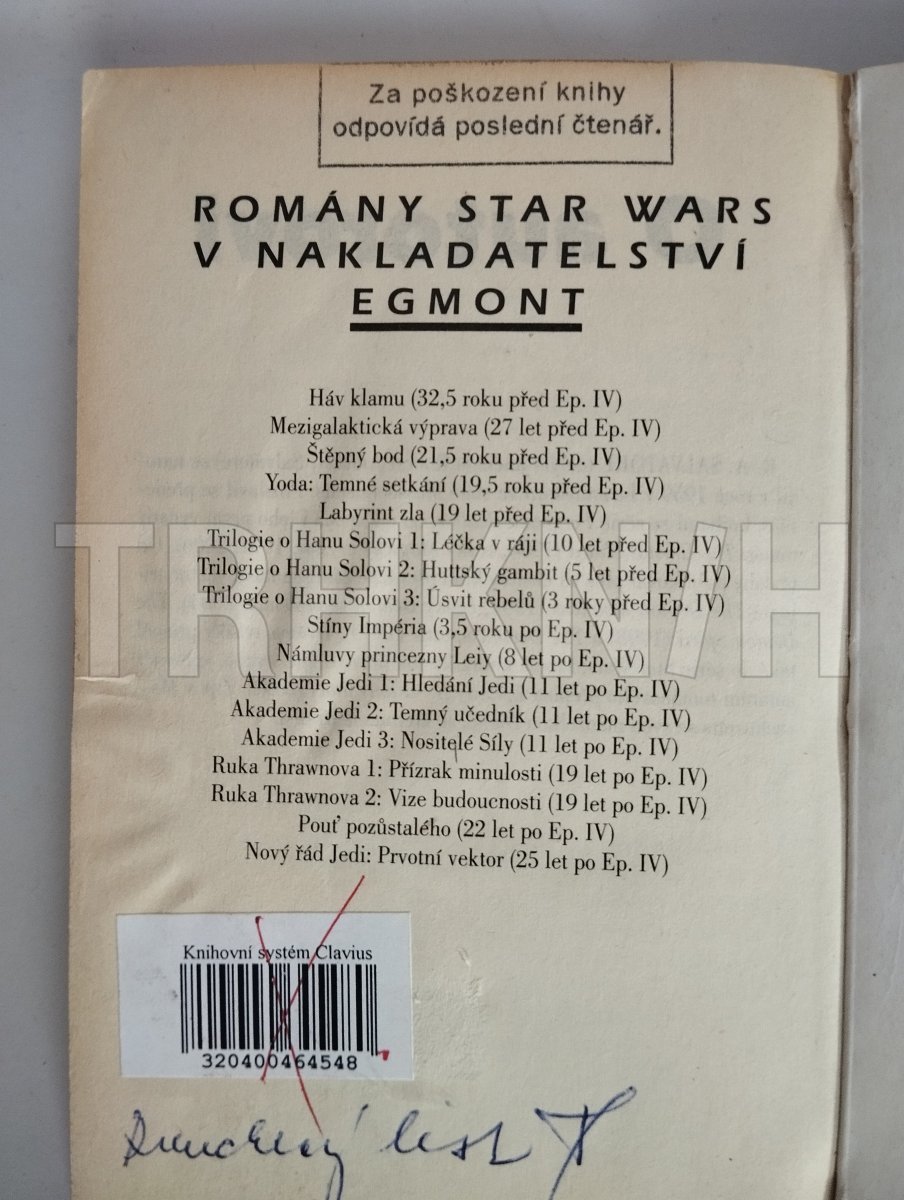 Za poškození knihy
odpovídá poslední čtenář.
ROMÁNY STAR WARS
V NAKLADATELSTVÍ
EGMONT
Háv klamu (32,5 roku před Ep. IV)
Mezigalaktická výprava (27 let před Ep. IV)
Štěpný bod (21,5 roku před Ep. IV)
Yoda: Temné setkání (19,5 roku před Ep. IV)
Labyrint zla (19 let před Ep. IV)
Trilogie o Hanu Solovi 1: Léčka v ráji (10 let před Ep. IV)
Trilogie o Hanu Solovi 2: Huttský gambit (5 let před Ep. IV)
Trilogie o Hanu Solovi 3: Úsvit rebelů (3 roky před Ep. IV)
Stíny Impéria (3,5 roku po Ep. IV)
Námluvy princezny Leiy (8 let po Ep. IV)
Akademie Jedi 1: Hledání Jedi (11 let po Ep. IV)
Akademie Jedi 2: Temný učedník (11 let po Ep. IV)
Akademie Jedi 3: Nositelé Síly (11 let po Ep. IV)
Ruka Thrawnova 1: Přízrak minulosti (19 let po Ep. IV)
Ruka Thrawnova 2: Vize budoucnosti (19 let po Ep. IV)
Pouť pozůstalého (22 let po Ep. IV)
Nový řád Jedi: Prvotní vektor (25 let po Ep. IV)
Knihovní systém Clavius
320400464548
list